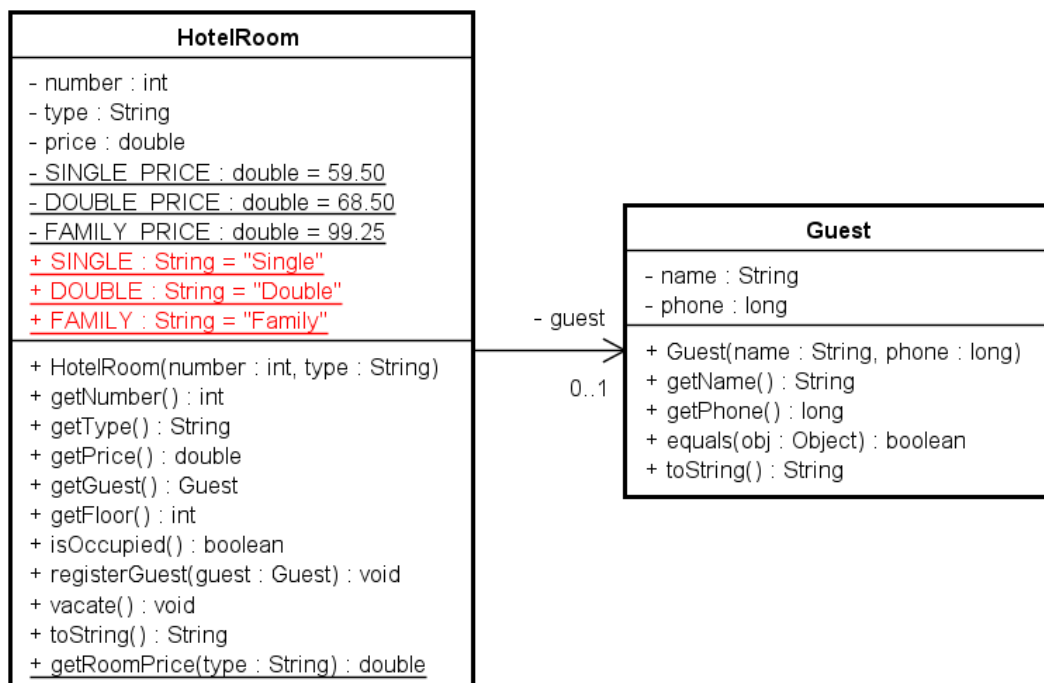 HotelRoom
- number : int
- type : String
- price : double
- SINGLE_PRICE : double = 59.50
- DOUBLE_PRICE : double = 68.50
- FAMILY_PRICE : double = 99.25
+ SINGLE : String = "Single"
+ DOUBLE : String = "Double"
+ FAMILY : String = "Family"
+ HotelRoom(number : int, type : String)
+ getNumber() : int
+ getType() : String
+ getPrice() : double
+ getGuest() : Guest
+ getFloor() : int
+ isOccupied() : boolean
+ registerGuest(guest : Guest) : void
+ vacate() : void
+ toString() : String
+ getRoomPrice(type : String) : double
- guest
0..1
Guest
- name : String
- phone : long
+ Guest(name : String, phone : long)
+ getName() : String
+ getPhone() : long
+ equals(obj : Object) : boolean
+ toString() : String